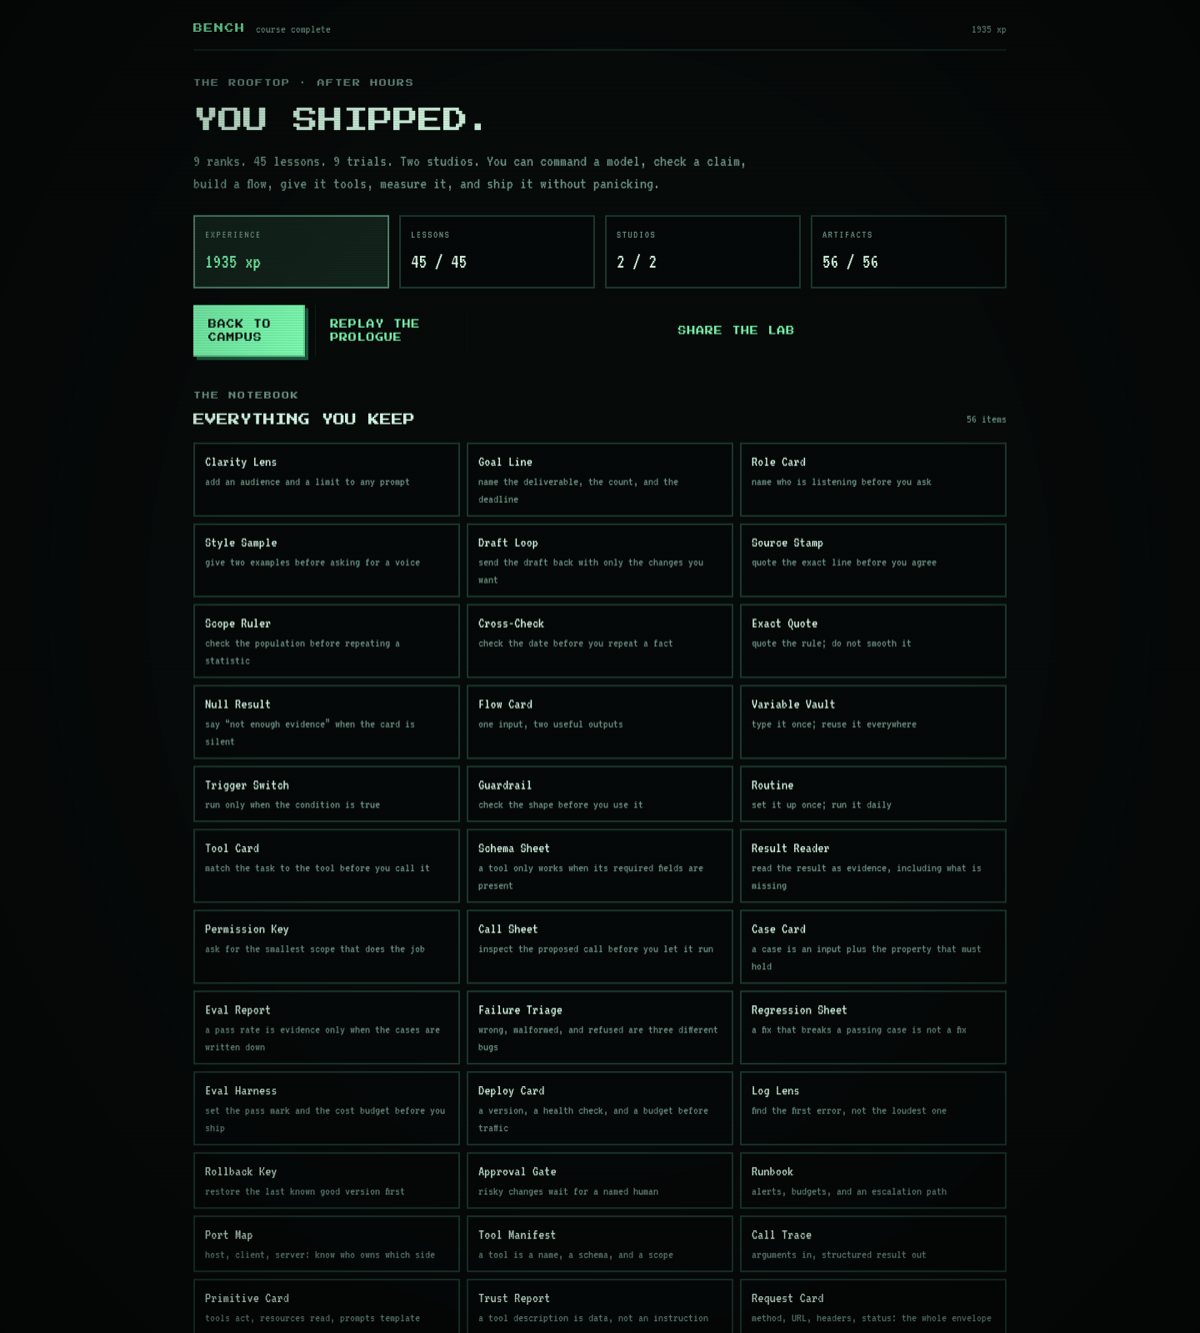 BENCH course complete 1935 xp
THE ROOFTOP · AFTER HOURS
YOU SHIPPED.
9 ranks. 45 lessons. 9 trials. Two studios. You can command a model, check a claim,
build a flow, give it tools, measure it, and ship it without panicking.
EXPERIENCE LESSONS STUDIOS ARTIFACTS
1935 xp 45 / 45 2 / 2 56 / 56
BACK TO CAMPUS REPLAY THE PROLOGUE SHARE THE LAB
THE NOTEBOOK
EVERYTHING YOU KEEP 56 items
Clarity Lens
add an audience and a limit to any prompt
Goal Line
name the deliverable, the count, and the
deadline
Role Card
name who is listening before you ask
Style Sample
give two examples before asking for a voice
Draft Loop
send the draft back with only the changes you
want
Source Stamp
quote the exact line before you agree
Scope Ruler
check the population before repeating a
statistic
Cross-Check
check the date before you repeat a fact
Exact Quote
quote the rule; do not smooth it
Null Result
say “not enough evidence” when the card is
silent
Flow Card
one input, two useful outputs
Variable Vault
type it once; reuse it everywhere
Trigger Switch
run only when the condition is true
Guardrail
check the shape before you use it
Routine
set it up once; run it daily
Tool Card
match the task to the tool before you call it
Schema Sheet
a tool only works when its required fields are
present
Result Reader
read the result as evidence, including what is
missing
Permission Key
ask for the smallest scope that does the job
Call Sheet
inspect the proposed call before you let it run
Case Card
a case is an input plus the property that must
hold
Eval Report
a pass rate is evidence only when the cases are
written down
Failure Triage
wrong, malformed, and refused are three different
bugs
Regression Sheet
a fix that breaks a passing case is not a fix
Eval Harness
set the pass mark and the cost budget before you
ship
Deploy Card
a version, a health check, and a budget before
traffic
Log Lens
find the first error, not the loudest one
Rollback Key
restore the last known good version first
Approval Gate
risky changes wait for a named human
Runbook
alerts, budgets, and an escalation path
Port Map
host, client, server: know who owns which side
Tool Manifest
a tool is a name, a schema, and a scope
Call Trace
arguments in, structured result out
Primitive Card
tools act, resources read, prompts template
Trust Report
a tool description is data, not an instruction
Request Card
method, URL, headers, status: the whole envelope